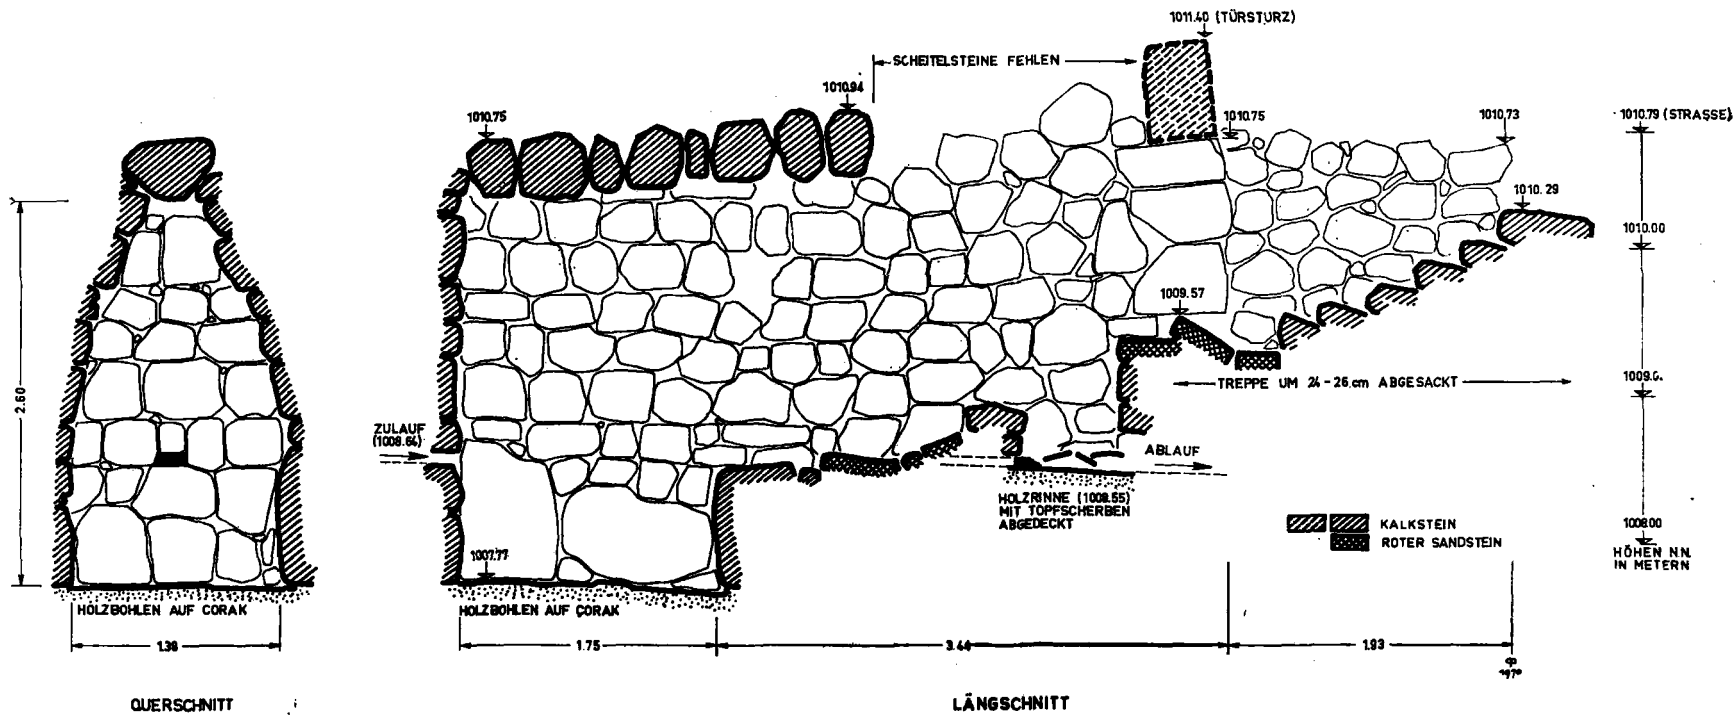 1011.40 (TÜRSTURZ)
SCHEITELSTEINE FEHLEN
1010.94
1010.75
1010.75
1010.73
1010.79 (STRASSE)
1010.29
1010.00
1009.57
2.60
TREPPE UM 24-26.cm ABGESACKT
ZULAUF
(1008.64)
ABLAUF
HOLZRINNE (1008.55)
MIT TOPFSCHERBEN
ABGEDECKT
KALKSTEIN
ROTER SANDSTEIN
1008.00
HÖHEN N.N.
IN METERN
1007.77
HOLZBOHLEN AUF CORAK
HOLZBOHLEN AUF ÇORAK
1.38
1.75
3.44
1.93
QUERSCHNITT
LÄNGSCHNITT